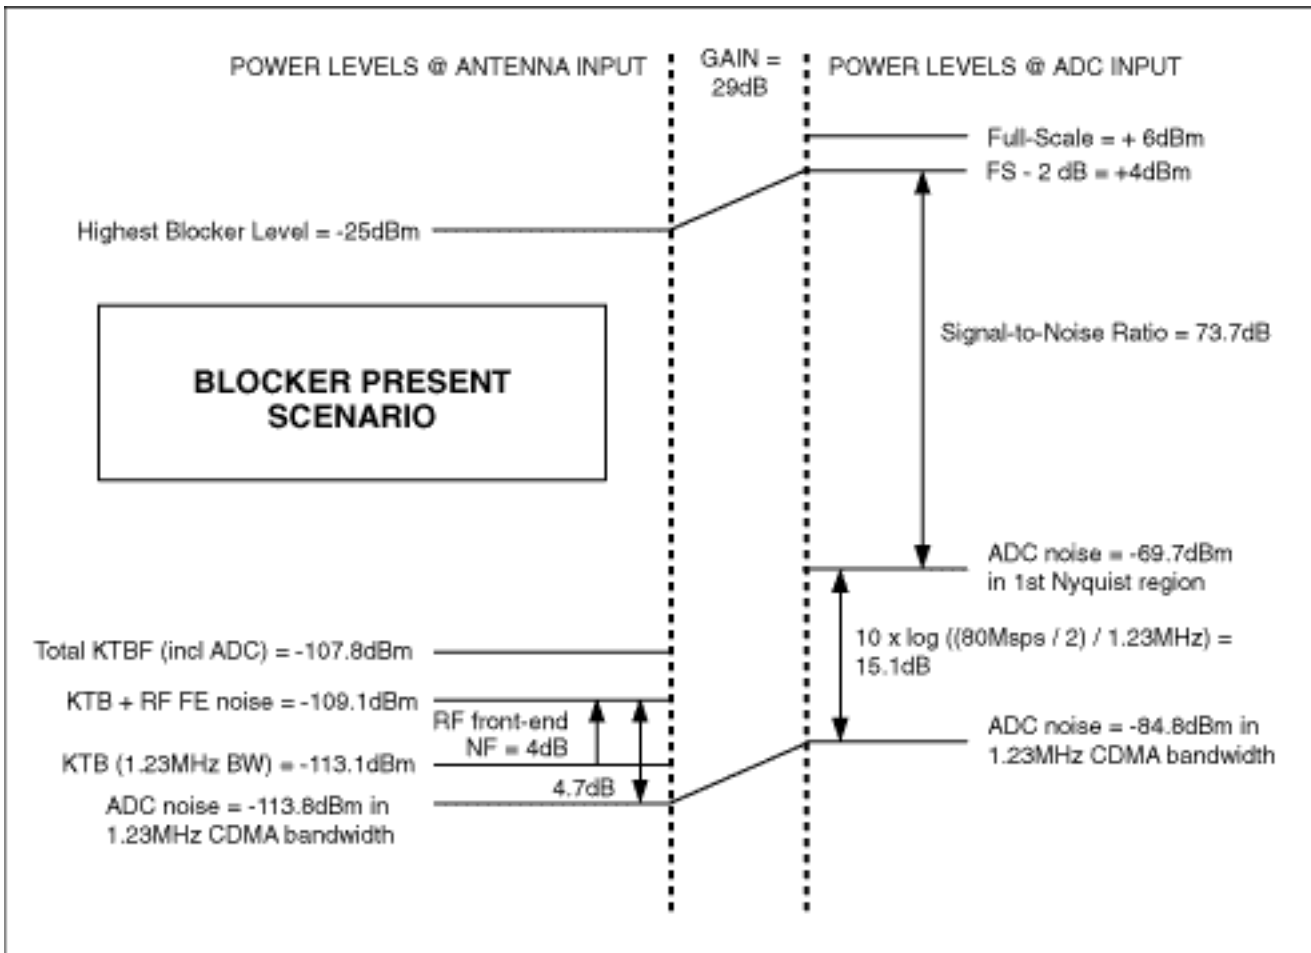 POWER LEVELS @ ANTENNA INPUT
GAIN =
29dB
POWER LEVELS @ ADC INPUT
Full-Scale = + 6dBm
FS - 2 dB = +4dBm
Highest Blocker Level = -25dBm
Signal-to-Noise Ratio = 73.7dB
BLOCKER PRESENT
SCENARIO
ADC noise = -69.7dBm
in 1st Nyquist region
Total KTBF (incl ADC) = -107.8dBm
10 x log ((80Msps / 2) / 1.23MHz) =
15.1dB
KTB + RF FE noise = -109.1dBm
RF front-end
NF = 4dB
KTB (1.23MHz BW) = -113.1dBm
ADC noise = -84.8dBm in
1.23MHz CDMA bandwidth
4.7dB
ADC noise = -113.8dBm in
1.23MHz CDMA bandwidth